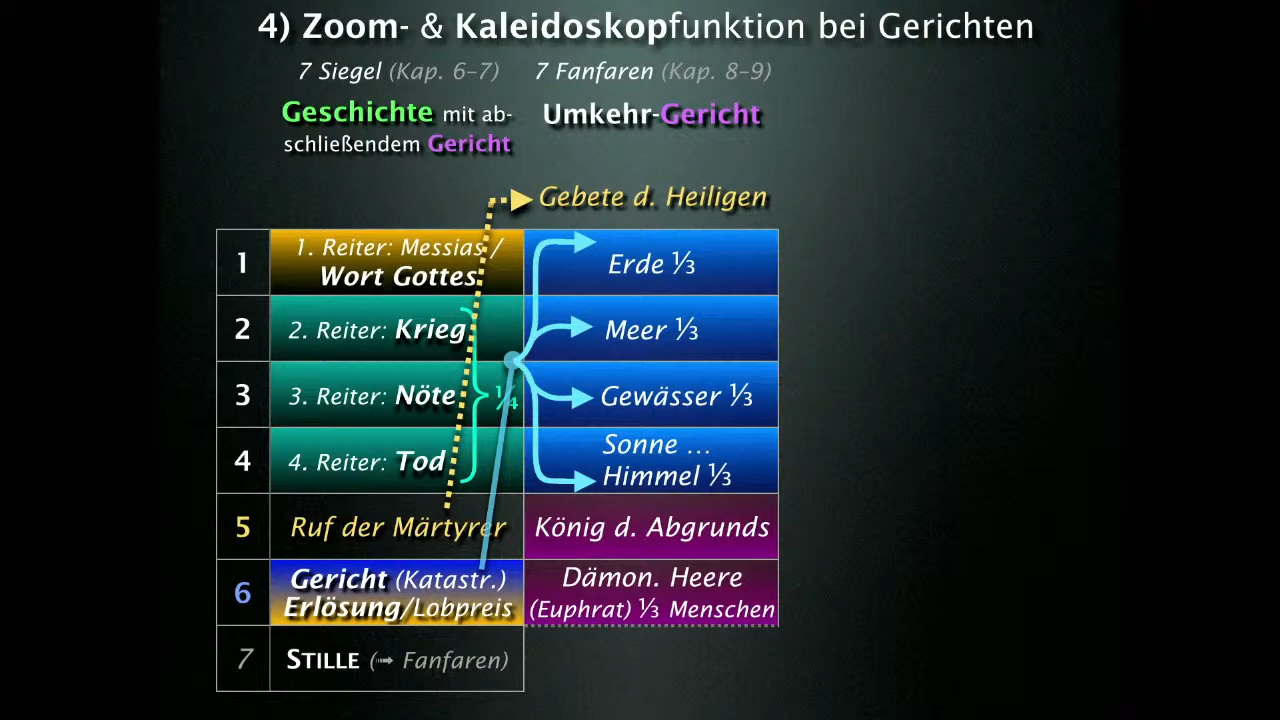 4) Zoom- & Kaleidoskopfunktion bei Gerichten
7 Siegel (Kap. 6–7)
7 Fanfaren (Kap. 8–9)
Geschichte mit ab-
schließendem Gericht
Umkehr-Gericht
Gebete d. Heiligen
1
1. Reiter: Messias /
Wort Gottes
Erde ⅓
2
2. Reiter: Krieg
Meer ⅓
3
3. Reiter: Nöte
¼
Gewässer ⅓
4
4. Reiter: Tod
Sonne …
Himmel ⅓
5
Ruf der Märtyrer
König d. Abgrunds
6
Gericht (Katastr.)
Erlösung/Lobpreis
Dämon. Heere
(Euphrat) ⅓ Menschen
7
STILLE (➟ Fanfaren)